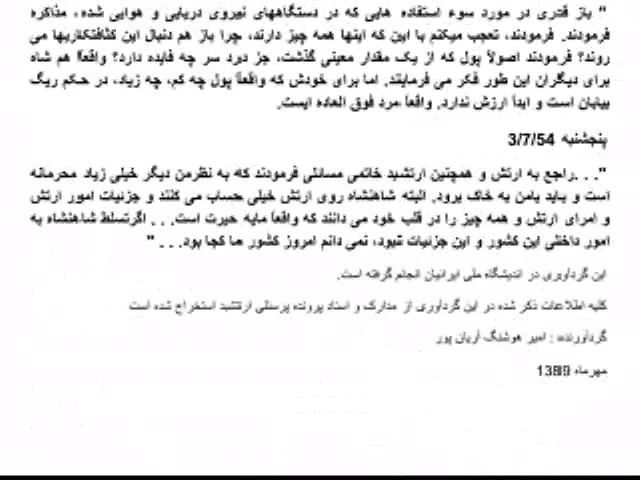 " باز قدری در مورد سوء استفاده هایی که در دستگاههای نیروی دریایی و هوایی شده، مذاکره
فرمودند. فرمودند، تعجب میکنم با این که اینها همه چیز دارند، چرا باز هم دنبال این کثافتکاریها می
روند؟ فرمودند اصولاً پول که از یک مقدار معینی گذشت، جز درد سر چه فایده دارد؟ واقعاً هم شاه
برای دیگران این طور فکر می فرمایند. اما برای خودش که واقعاً پول چه کم، چه زیاد، در حکم ریگ
بیابان است و ابداً ارزش ندارد. واقعاً مرد فوق العاده ایست.
پنجشنبه 3/7/54
"...راجع به ارتش و همچنین ارتشبد خاتمی مسائلی فرمودند که به نظرمن دیگر خیلی زیاد محرمانه
است و باید بامن به خاک برود. البته شاهنشاه روی ارتش خیلی حساب می کنند و جزئیات امور ارتش
و امرای ارتش و همه چیز را در قلب خود می دانند که واقعاً مایه حیرت است... اگرتسلط شاهنشاه به
امور داخلی این کشور و این جزئیات نبود، نمی دانم امروز کشور ما کجا بود... "
این گردآوری در اندیشگاه ملی ایرانیان انجام گرفته است.
کلیه اطلاعات ذکر شده در این گردآوری از مدارک و اسناد پرونده پرسنلی ارتشبد استخراج شده است
گردآورنده : امیر هوشنگ آریان پور
مهرماه 1389